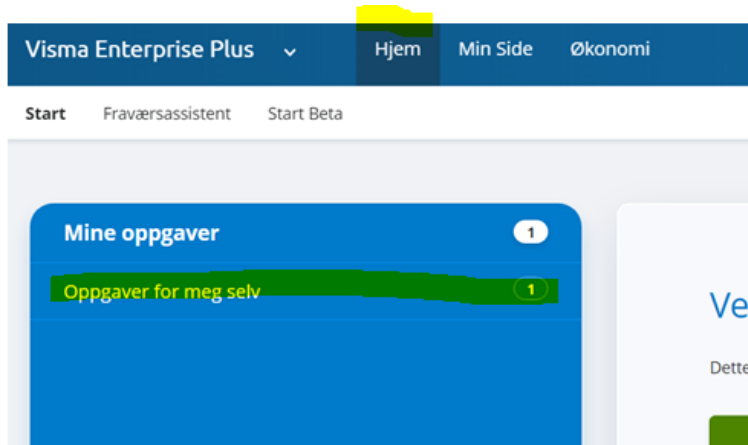 Visma Enterprise Plus Hjem Min Side Økonomi
Start Fraværsassistent Start Beta
Mine oppgaver 1
Oppgaver for meg selv 1
Ve
Dette